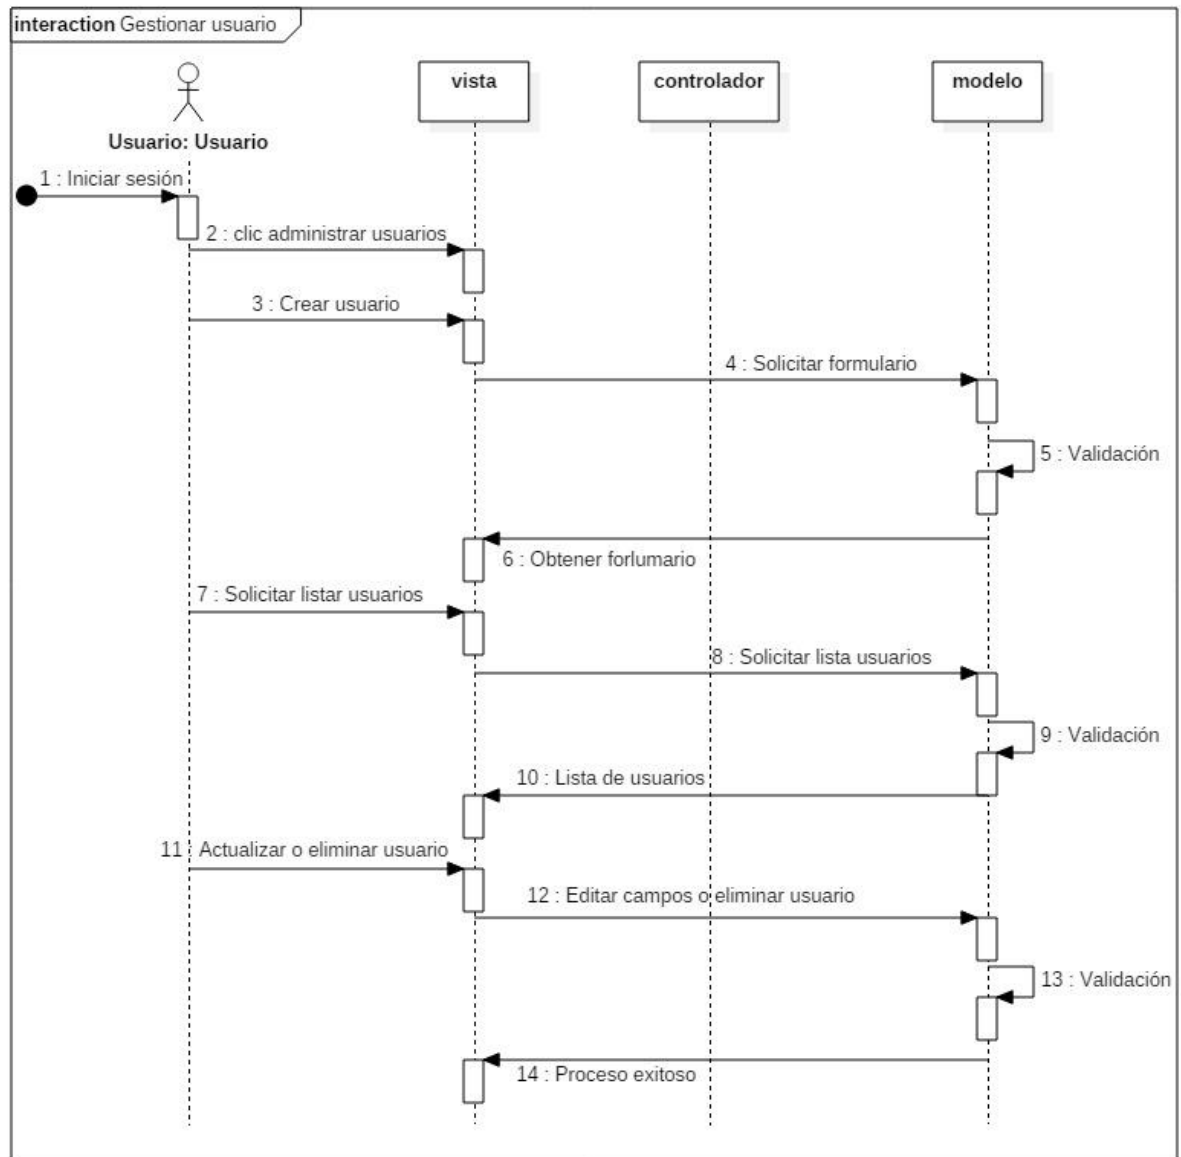 interaction Gestionar usuario
vista
controlador
modelo
Usuario: Usuario
1 : Iniciar sesión
2 : clic administrar usuarios
3 : Crear usuario
4 : Solicitar formulario
5 : Validación
6 : Obtener forlumario
7 : Solicitar listar usuarios
8 : Solicitar lista usuarios
9 : Validación
10 : Lista de usuarios
11 : Actualizar o eliminar usuario
12 : Editar campos o eliminar usuario
13 : Validación
14 : Proceso exitoso